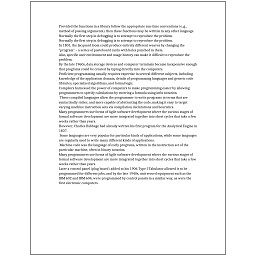 Provided the functions in a library follow the appropriate run-time conventions (e.g.,
method of passing arguments), then these functions may be written in any other language.
Normally the first step in debugging is to attempt to reproduce the problem.
Normally the first step in debugging is to attempt to reproduce the problem.
In 1801, the Jacquard loom could produce entirely different weaves by changing the
"program" – a series of pasteboard cards with holes punched in them.
Also, specific user environment and usage history can make it difficult to reproduce the
problem.
By the late 1960s, data storage devices and computer terminals became inexpensive enough
that programs could be created by typing directly into the computers.
Proficient programming usually requires expertise in several different subjects, including
knowledge of the application domain, details of programming languages and generic code
libraries, specialized algorithms, and formal logic.
Compilers harnessed the power of computers to make programming easier by allowing
programmers to specify calculations by entering a formula using infix notation.
These compiled languages allow the programmer to write programs in terms that are
syntactically richer, and more capable of abstracting the code, making it easy to target
varying machine instruction sets via compilation declarations and heuristics.
Many programmers use forms of Agile software development where the various stages of
formal software development are more integrated together into short cycles that take a few
weeks rather than years.
However, Charles Babbage had already written his first program for the Analytical Engine in
1837.
Some languages are very popular for particular kinds of applications, while some languages
are regularly used to write many different kinds of applications.
Machine code was the language of early programs, written in the instruction set of the
particular machine, often in binary notation.
Many programmers use forms of Agile software development where the various stages of
formal software development are more integrated together into short cycles that take a few
weeks rather than years.
Later a control panel (plug board) added to his 1906 Type I Tabulator allowed it to be
programmed for different jobs, and by the late 1940s, unit record equipment such as the
IBM 602 and IBM 604, were programmed by control panels in a similar way, as were the
first electronic computers.